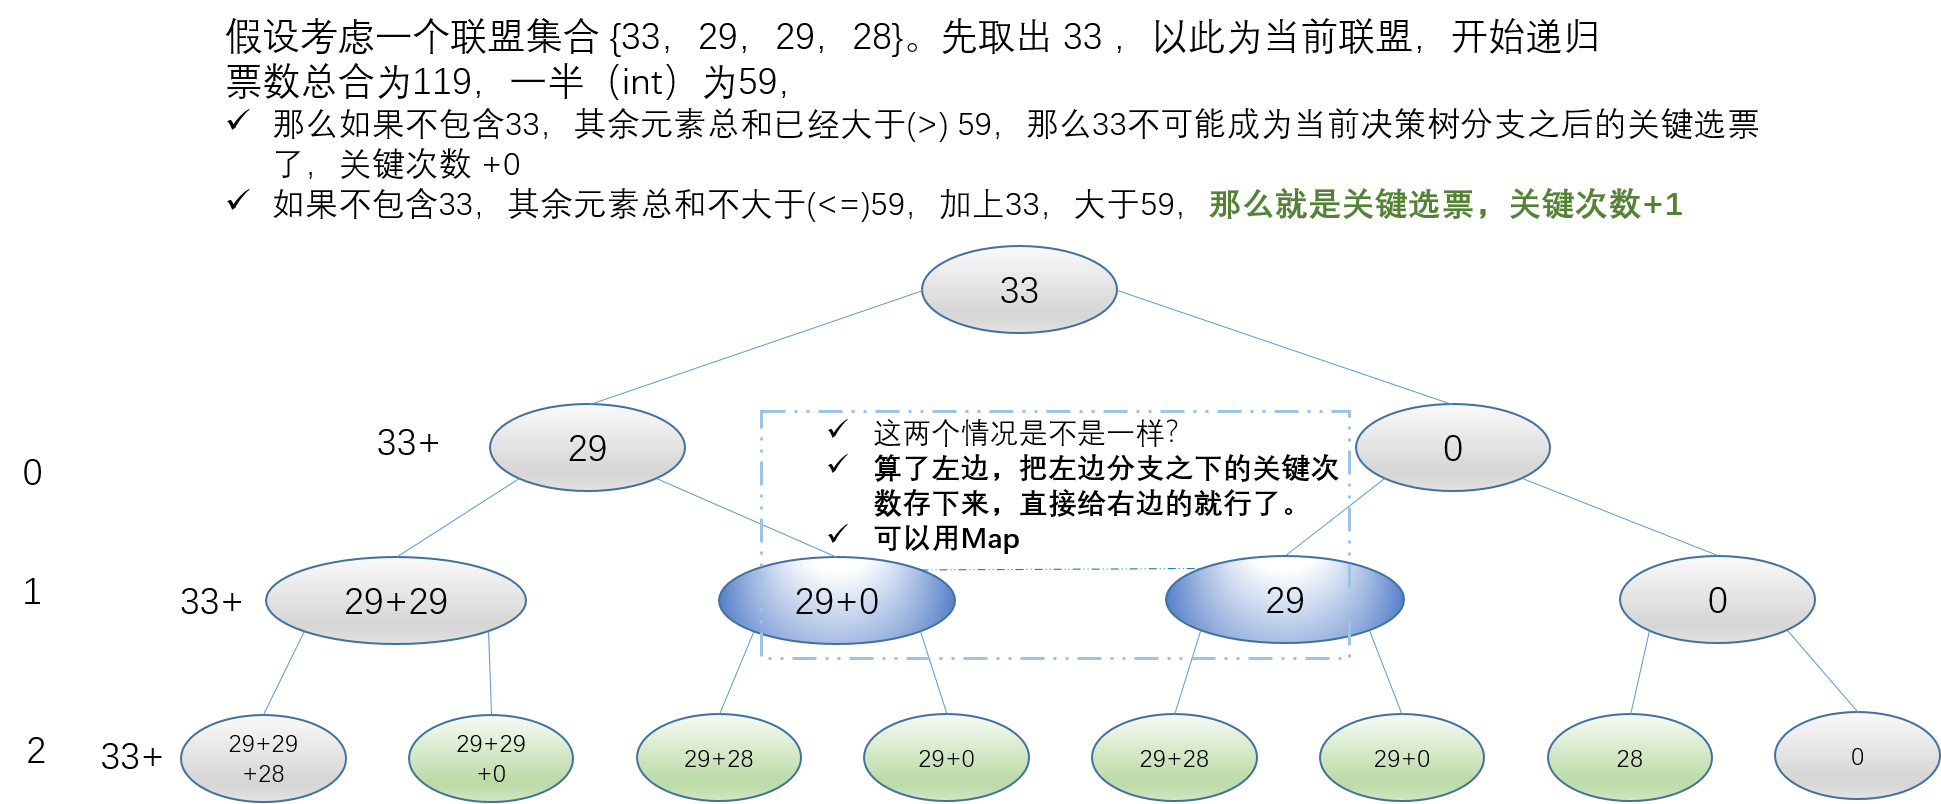 假设考虑一个联盟集合 {33，29，29，28}。先取出 33 ，以此为当前联盟，开始递归
票数总合为119，一半（int）为59，
✓ 那么如果不包含33，其余元素总和已经大于(>) 59，那么33不可能成为当前决策树分支之后的关键选票
了，关键次数 +0
✓ 如果不包含33，其余元素总和不大于(<=)59，加上33，大于59，那么就是关键选票，关键次数+1
33
33+
29
✓ 这两个情况是不是一样？
✓ 算了左边，把左边分支之下的关键次
数存下来，直接给右边的就行了。
✓ 可以用Map
0
0
1
33+
29+29
29+0
29
0
2
33+
29+29
+28
29+29
+0
29+28
29+0
29+28
29+0
28
0